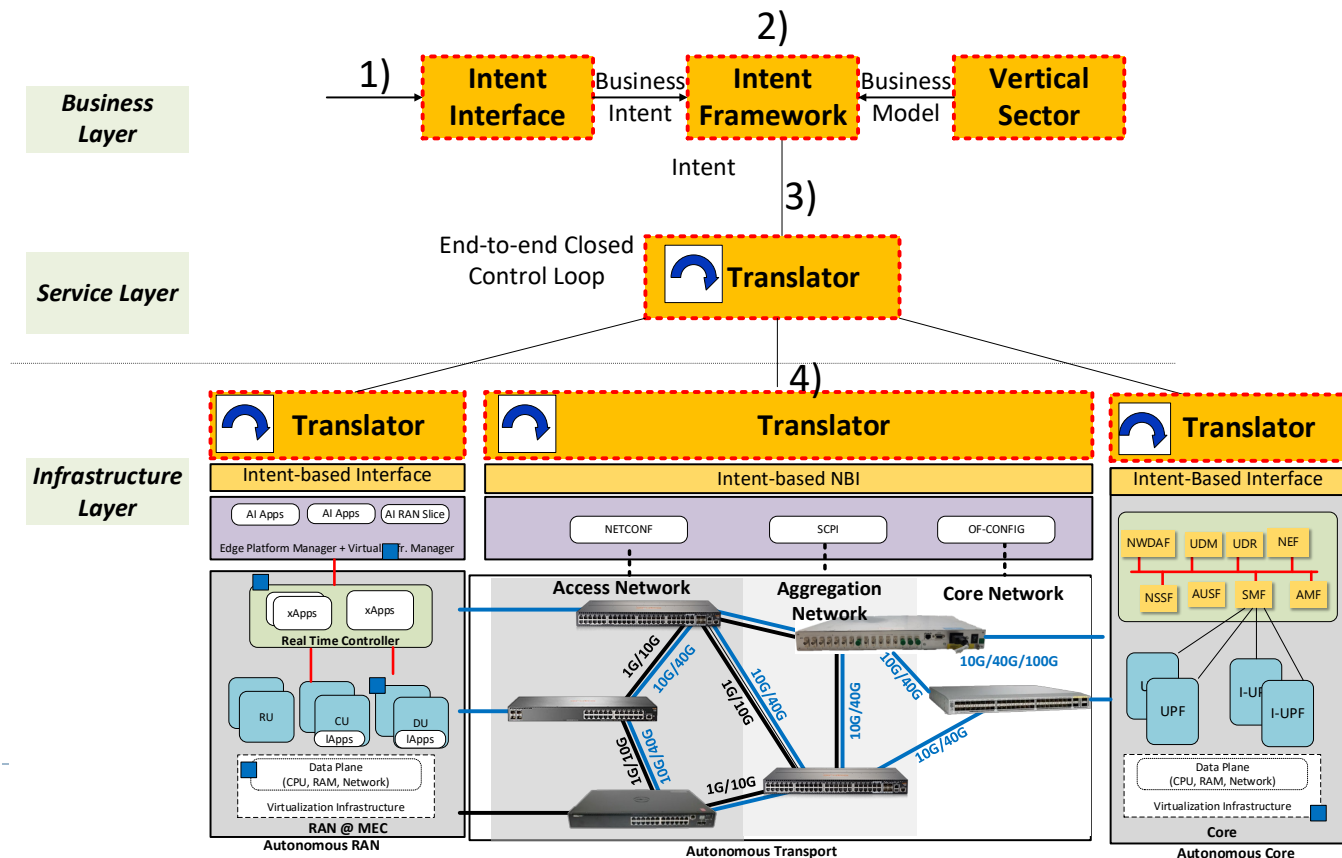 2)
1)
Intent
Interface
Business
Intent
Intent
Framework
Business
Model
Vertical
Sector
Business
Layer
Intent
3)
End-to-end Closed
Control Loop
Translator
Service Layer
4)
Translator
Translator
Translator
Infrastructure
Layer
Intent-based Interface
Intent-based NBI
Intent-Based Interface
AI Apps
AI Apps
AI RAN Slice
Edge Platform Manager + Virtual
fr. Manager
NETCONF
SCPI
OF-CONFIG
NWDAF
UDM
UDR
NEF
NSSF
AUSF
SMF
AMF
xApps
xApps
Real Time Controller
Access Network
Aggregation
Network
Core Network
1G/10G
10G/40G
10G/40G
1G/10G
10G/40G
10G/40G
10G/40G/100G
1G/10G
10G/40G
1G/10G
10G/40G
RU
CU
IApps
DU
IApps
U
UPF
I-UP
I-UPF
Data Plane
(CPU, RAM, Network)
Virtualization Infrastructure
RAN @ MEC
Autonomous RAN
Autonomous Transport
Data Plane
(CPU, RAM, Network)
Virtualization Infrastructure
Core
Autonomous Core